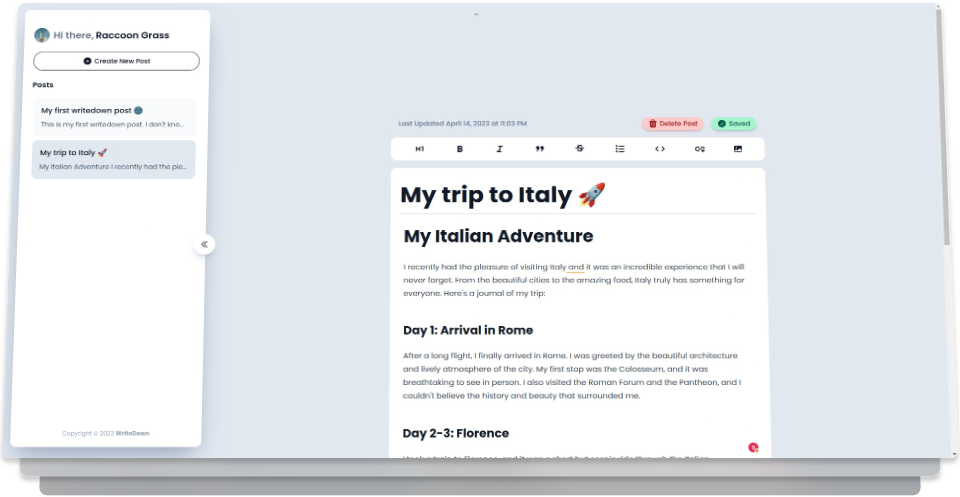 Hi there, Raccoon Grass
Create New Post
Posts
My first writedown post
This is my first writedown post. I don't kno...
My trip to Italy 🚀
My Italian Adventure I recently had the ple...
Copyright © 2023 WriteDown
Last Updated April 14, 2023 at 11:03 PM
Delete Post
Saved
H1 B I
My trip to Italy 🚀
My Italian Adventure
I recently had the pleasure of visiting Italy and it was an incredible experience that I will
never forget. From the beautiful cities to the amazing food, Italy truly has something for
everyone. Here's a journal of my trip:
Day 1: Arrival in Rome
After a long flight, I finally arrived in Rome. I was greeted by the beautiful architecture
and lively atmosphere of the city. My first stop was the Colosseum, and it was
breathtaking to see in person. I also visited the Roman Forum and the Pantheon, and I
couldn't believe the history and beauty that surrounded me.
Day 2-3: Florence